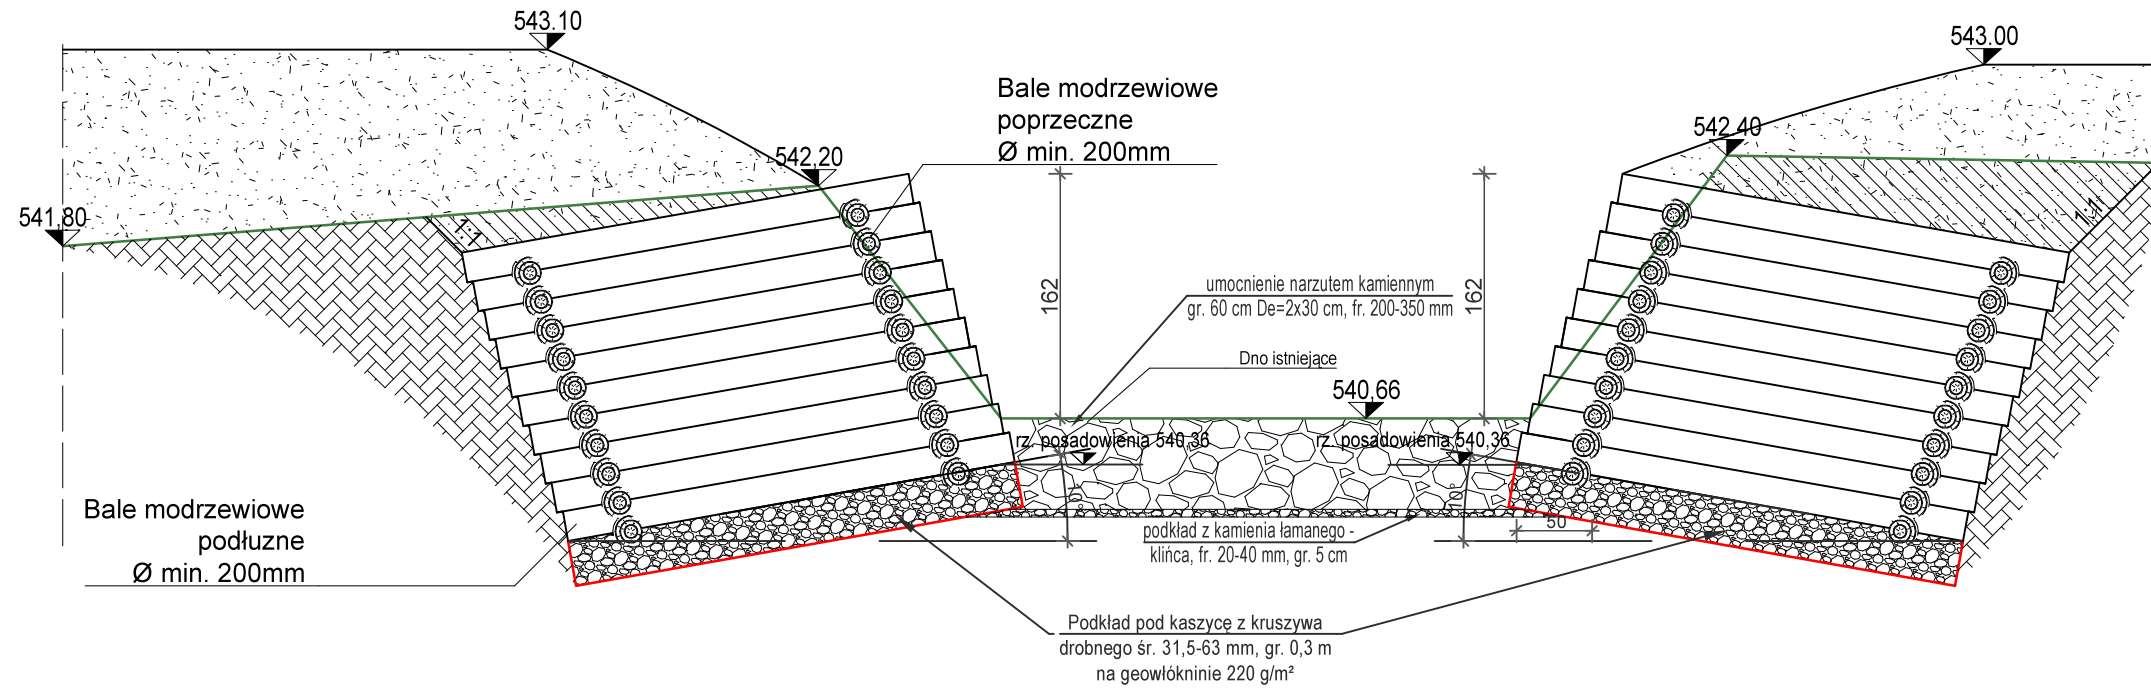 543.10
543.00
Bale modrzewiowe
poprzeczne
Ø min. 200mm
542,20
542.40
541,80
1:1
1:1
162
162
umocnienie narzutem kamiennym
gr. 60 cm De=2x30 cm, fr. 200-350 mm
Dno istniejące
540,66
rz. posadowienia 540,36
rz. posadowienia 540,36
10°
10°
50
Bale modrzewiowe
podłuzne
Ø min. 200mm
podkład z kamienia łamanego -
klińca, fr. 20-40 mm, gr. 5 cm
Podkład pod kaszycę z kruszywa
drobnego śr. 31,5-63 mm, gr. 0,3 m
na geowłókninie 220 g/m²